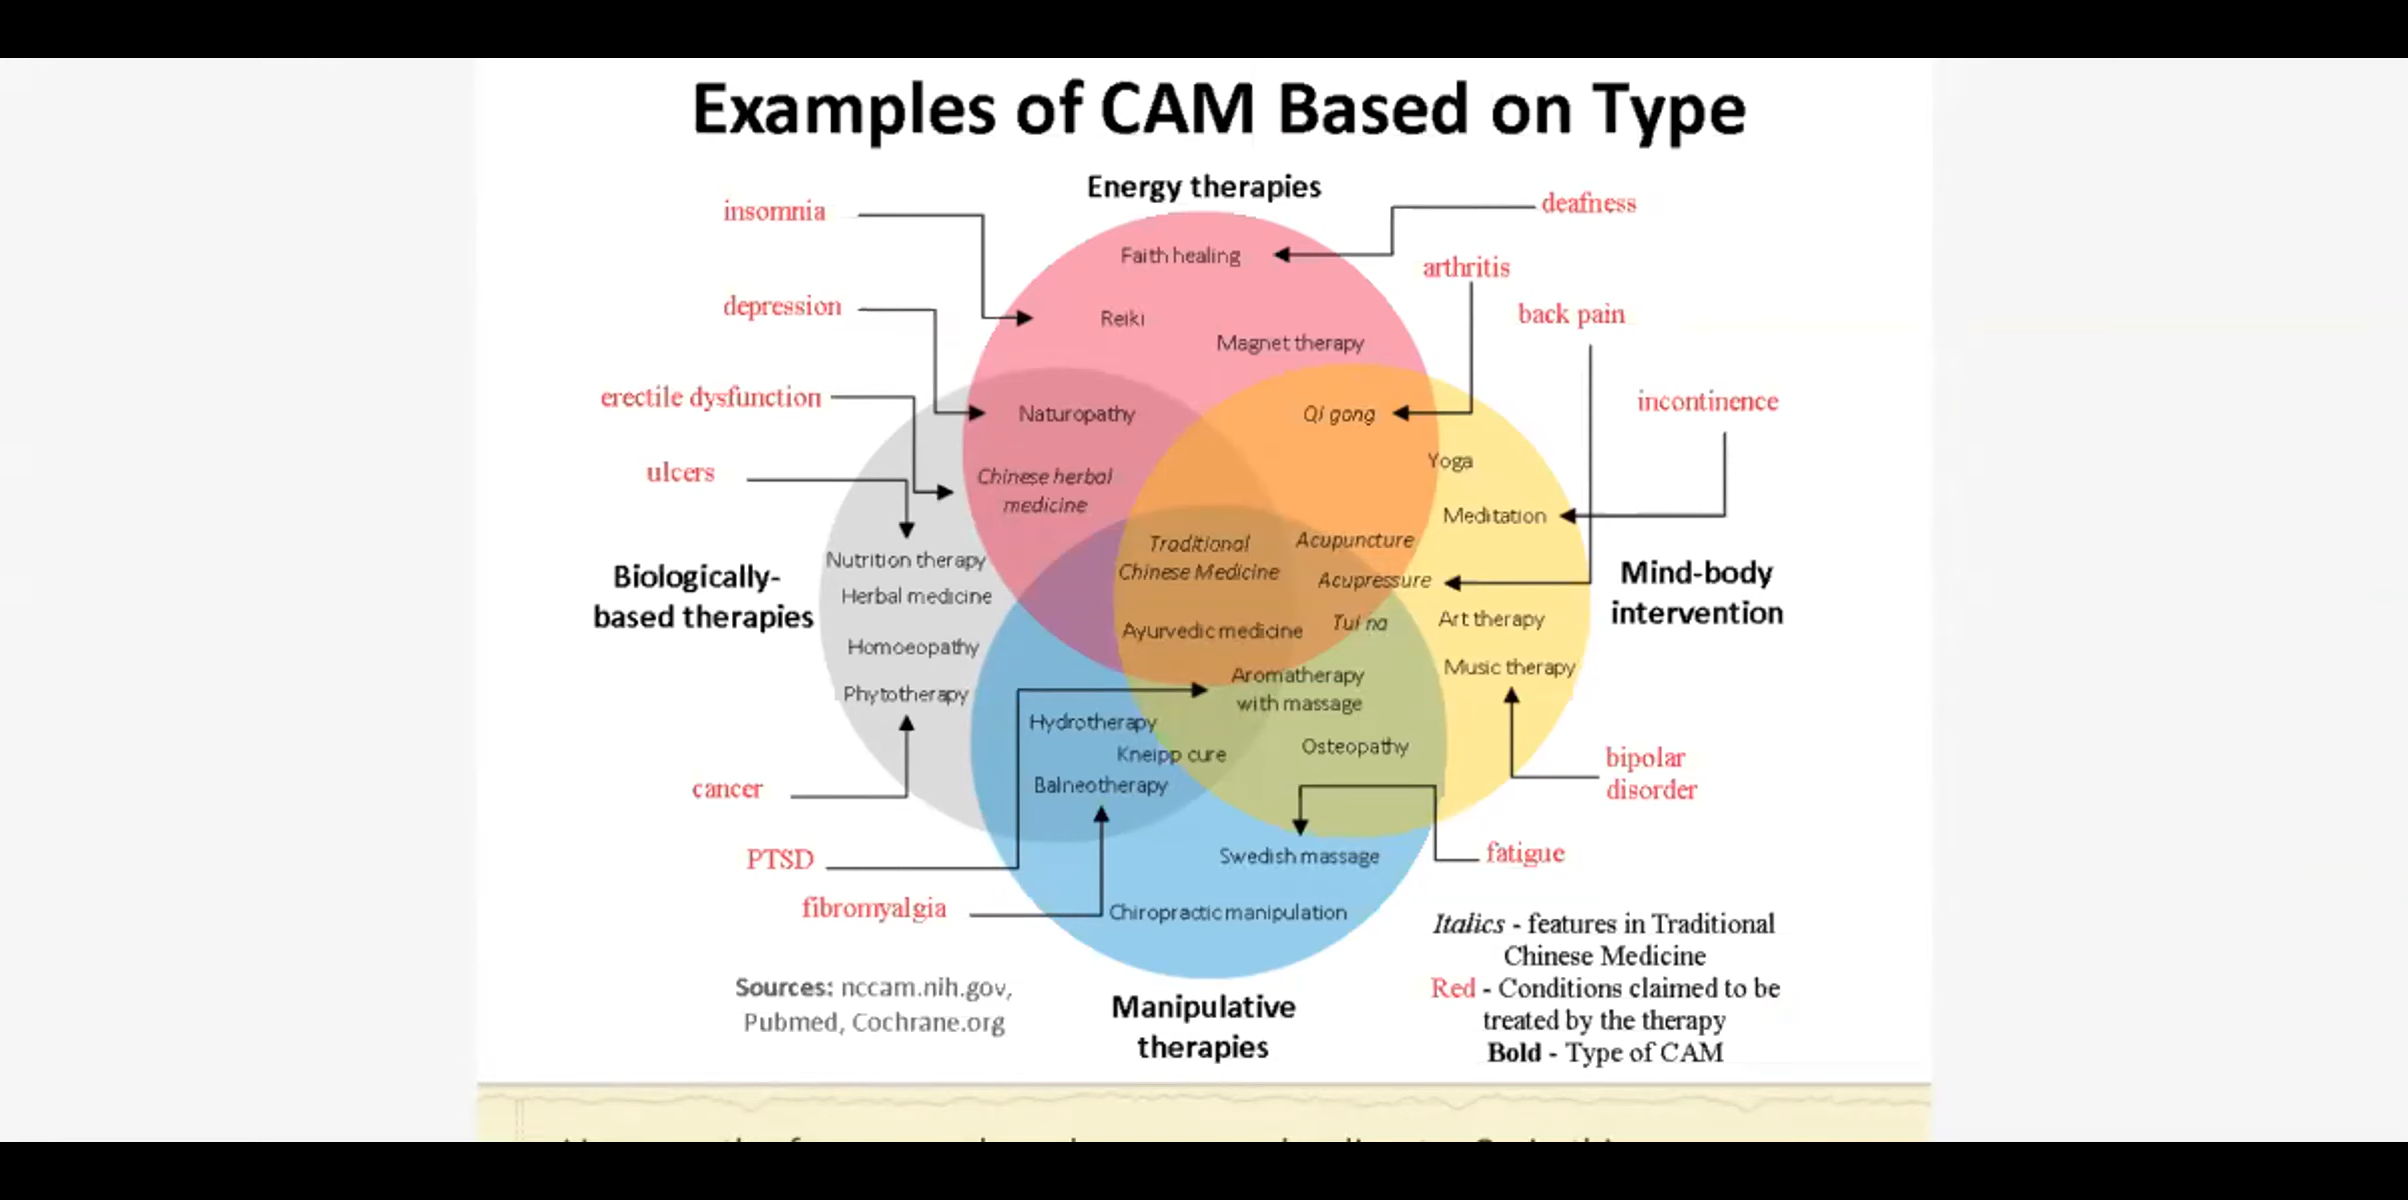 Examples of CAM Based on Type
Energy therapies
insomnia
deafness
Faith healing
arthritis
depression
Reiki
back pain
Magnet therapy
erectile dysfunction
incontinence
Naturopathy
Qi gong
ulcers
Yoga
Chinese herbal
medicine
Meditation
Traditional
Chinese Medicine
Acupuncture
Nutrition therapy
Acupressure
Biologically-
based therapies
Mind-body
intervention
Herbal medicine
Ayurvedic medicine
Tui na
Art therapy
Homoeopathy
Music therapy
Aromatherapy
with massage
Phytotherapy
Hydrotherapy
Kneipp cure
Osteopathy
Balneotherapy
cancer
bipolar
disorder
PTSD
Swedish massage
fatigue
fibromyalgia
Chiropractic manipulation
Italics - features in Traditional
Chinese Medicine
Red - Conditions claimed to be
treated by the therapy
Bold - Type of CAM
Sources: nccam.nih.gov,
Pubmed, Cochrane.org
Manipulative
therapies